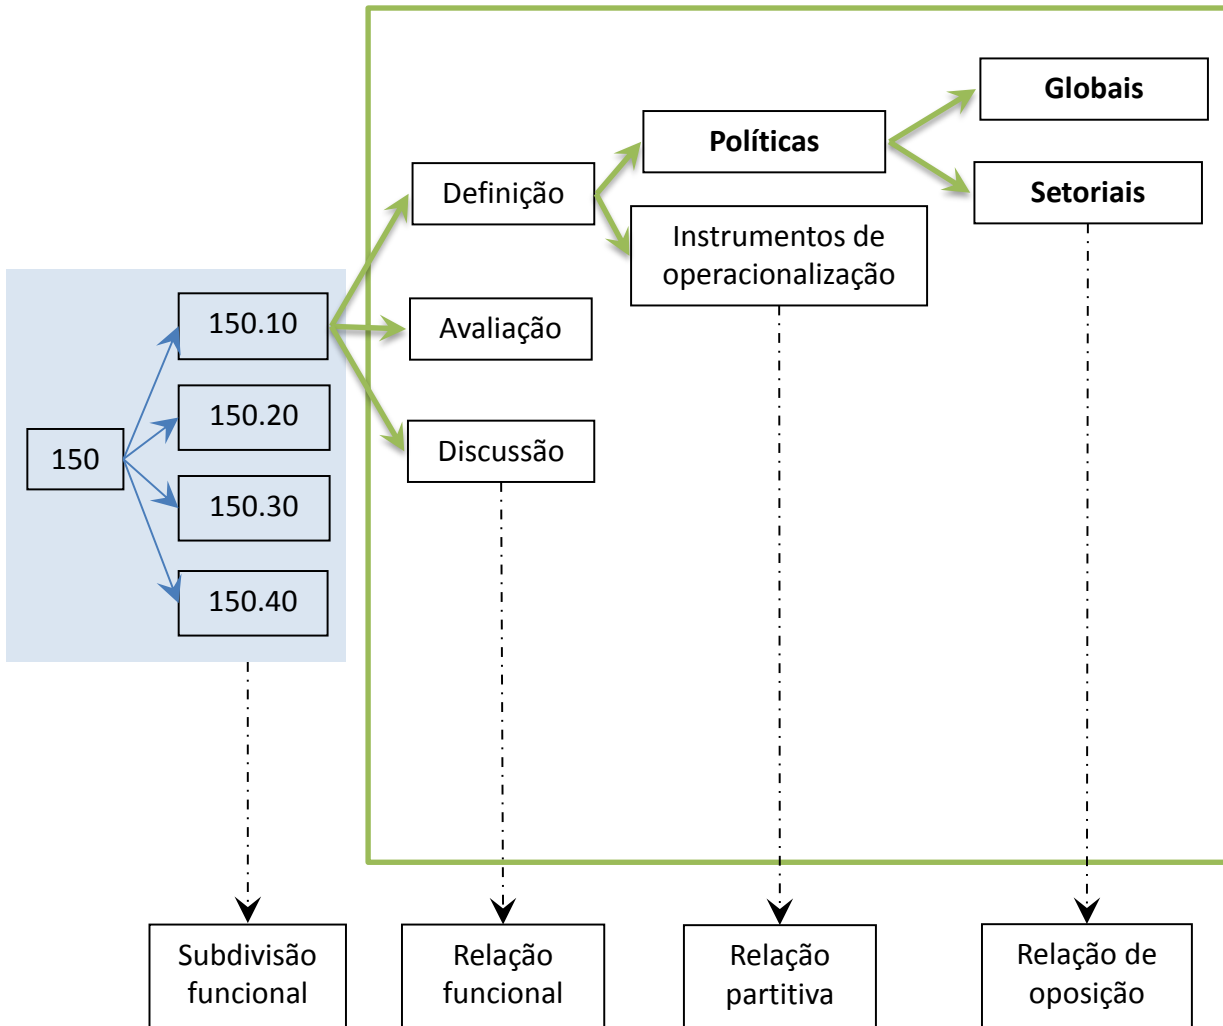 Globais
Políticas
Setoriais
Definição
Instrumentos de
operacionalização
150.10
Avaliação
150.20
150
Discussão
150.30
150.40
Subdivisão
funcional
Relação
funcional
Relação
partitiva
Relação de
oposição